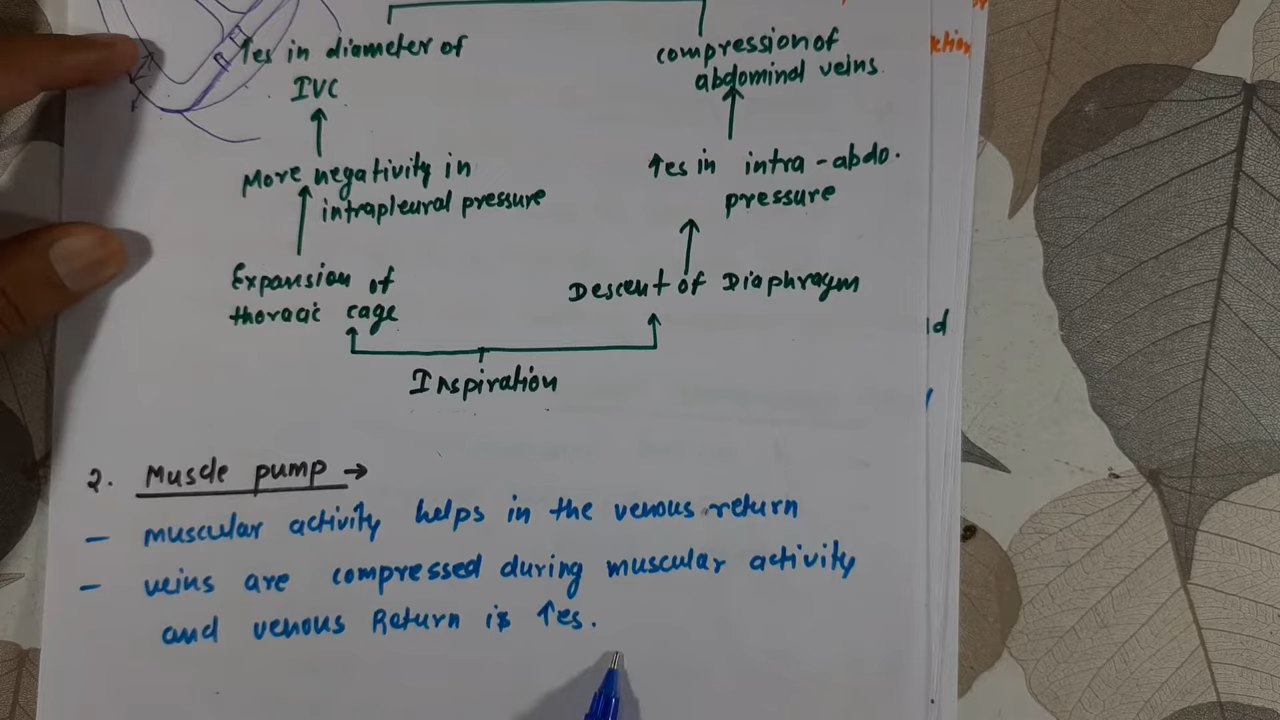 ↑es in diameter of
IVC
compression of
abdominal veins.
More negativity in
intrapleural pressure
↑es in intra-abdo.
pressure
Expansion of
thoracic cage
Descent of Diaphragm
Inspiration
2. Muscle pump →
- muscular activity helps in the venous return
- veins are compressed during muscular activity
and venous Return is ↑es.